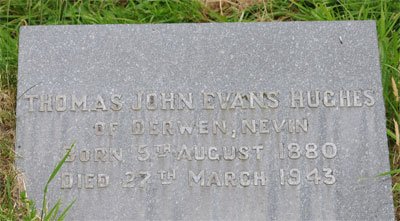 THOMAS JOHN EVANS HUGHES
OF DERWEN, NEVIN
BORN 5TH AUGUST 1880
DIED 27TH MARCH 1943